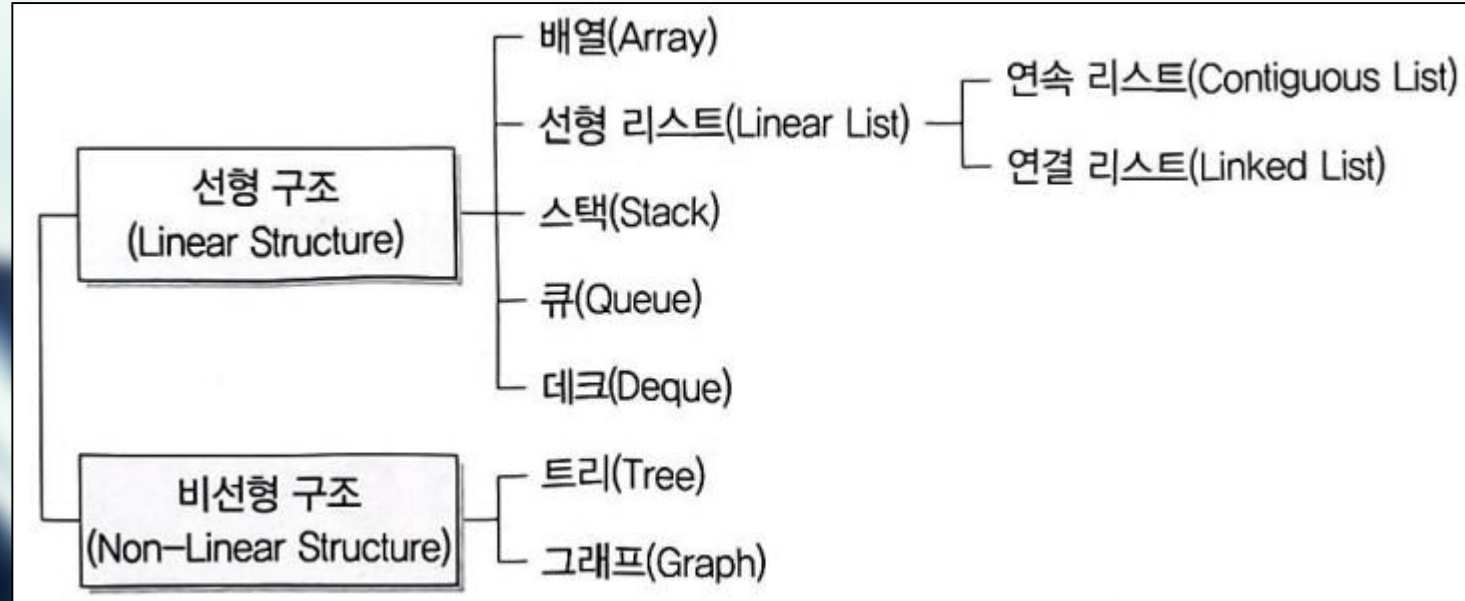 배열(Array)
선형 리스트(Linear List)
연속 리스트(Contiguous List)
연결 리스트(Linked List)
선형 구조
(Linear Structure)
스택(Stack)
큐(Queue)
데크(Deque)
비선형 구조
(Non-Linear Structure)
트리(Tree)
그래프(Graph)